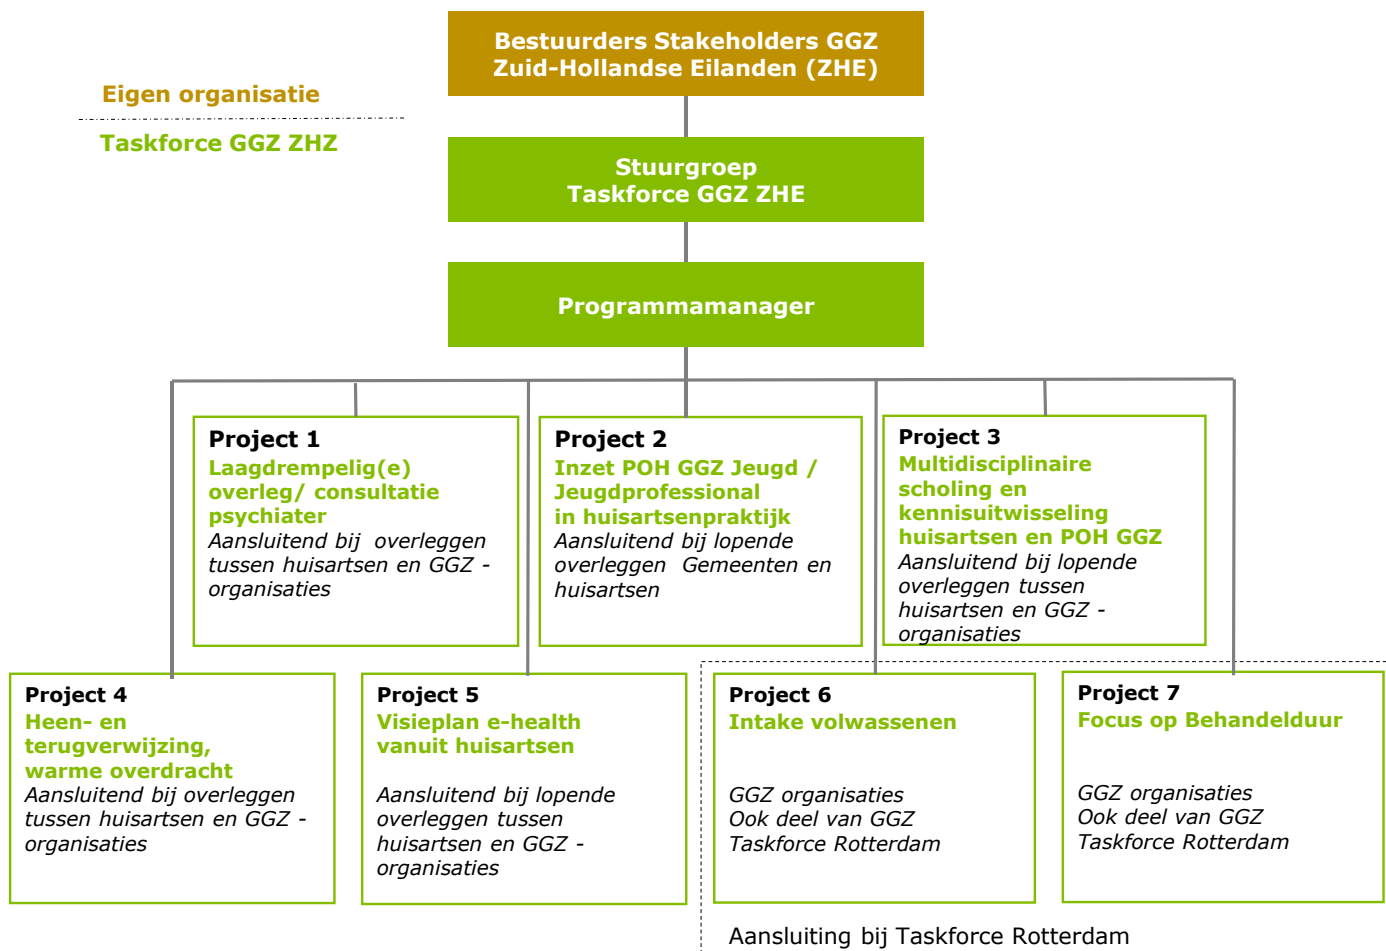 Bestuurders Stakeholders GGZ
Zuid-Hollandse Eilanden (ZHE)
Eigen organisatie
Taskforce GGZ ZHZ
Stuurgroep
Taskforce GGZ ZHE
Programmamanager
Project 1
Laagdrempelig(e)
overleg/ consultatie
psychiater
Aansluitend bij overleggen
tussen huisartsen en GGZ -
organisaties
Project 2
Inzet POH GGZ Jeugd /
Jeugdprofessional
in huisartsenpraktijk
Aansluitend bij lopende
overleggen Gemeenten en
huisartsen
Project 3
Multidisciplinaire
scholing en
kennisuitwisseling
huisartsen en POH GGZ
Aansluitend bij lopende
overleggen tussen
huisartsen en GGZ -
organisaties
Project 4
Heen- en
terugverwijzing,
warme overdracht
Aansluitend bij overleggen
tussen huisartsen en GGZ -
organisaties
Project 5
Visieplan e-health
vanuit huisartsen
Aansluitend bij lopende
overleggen tussen
huisartsen en GGZ -
organisaties
Project 6
Intake volwassenen
GGZ organisaties
Ook deel van GGZ
Taskforce Rotterdam
Project 7
Focus op Behandelduur
GGZ organisaties
Ook deel van GGZ
Taskforce Rotterdam
Aansluiting bij Taskforce Rotterdam